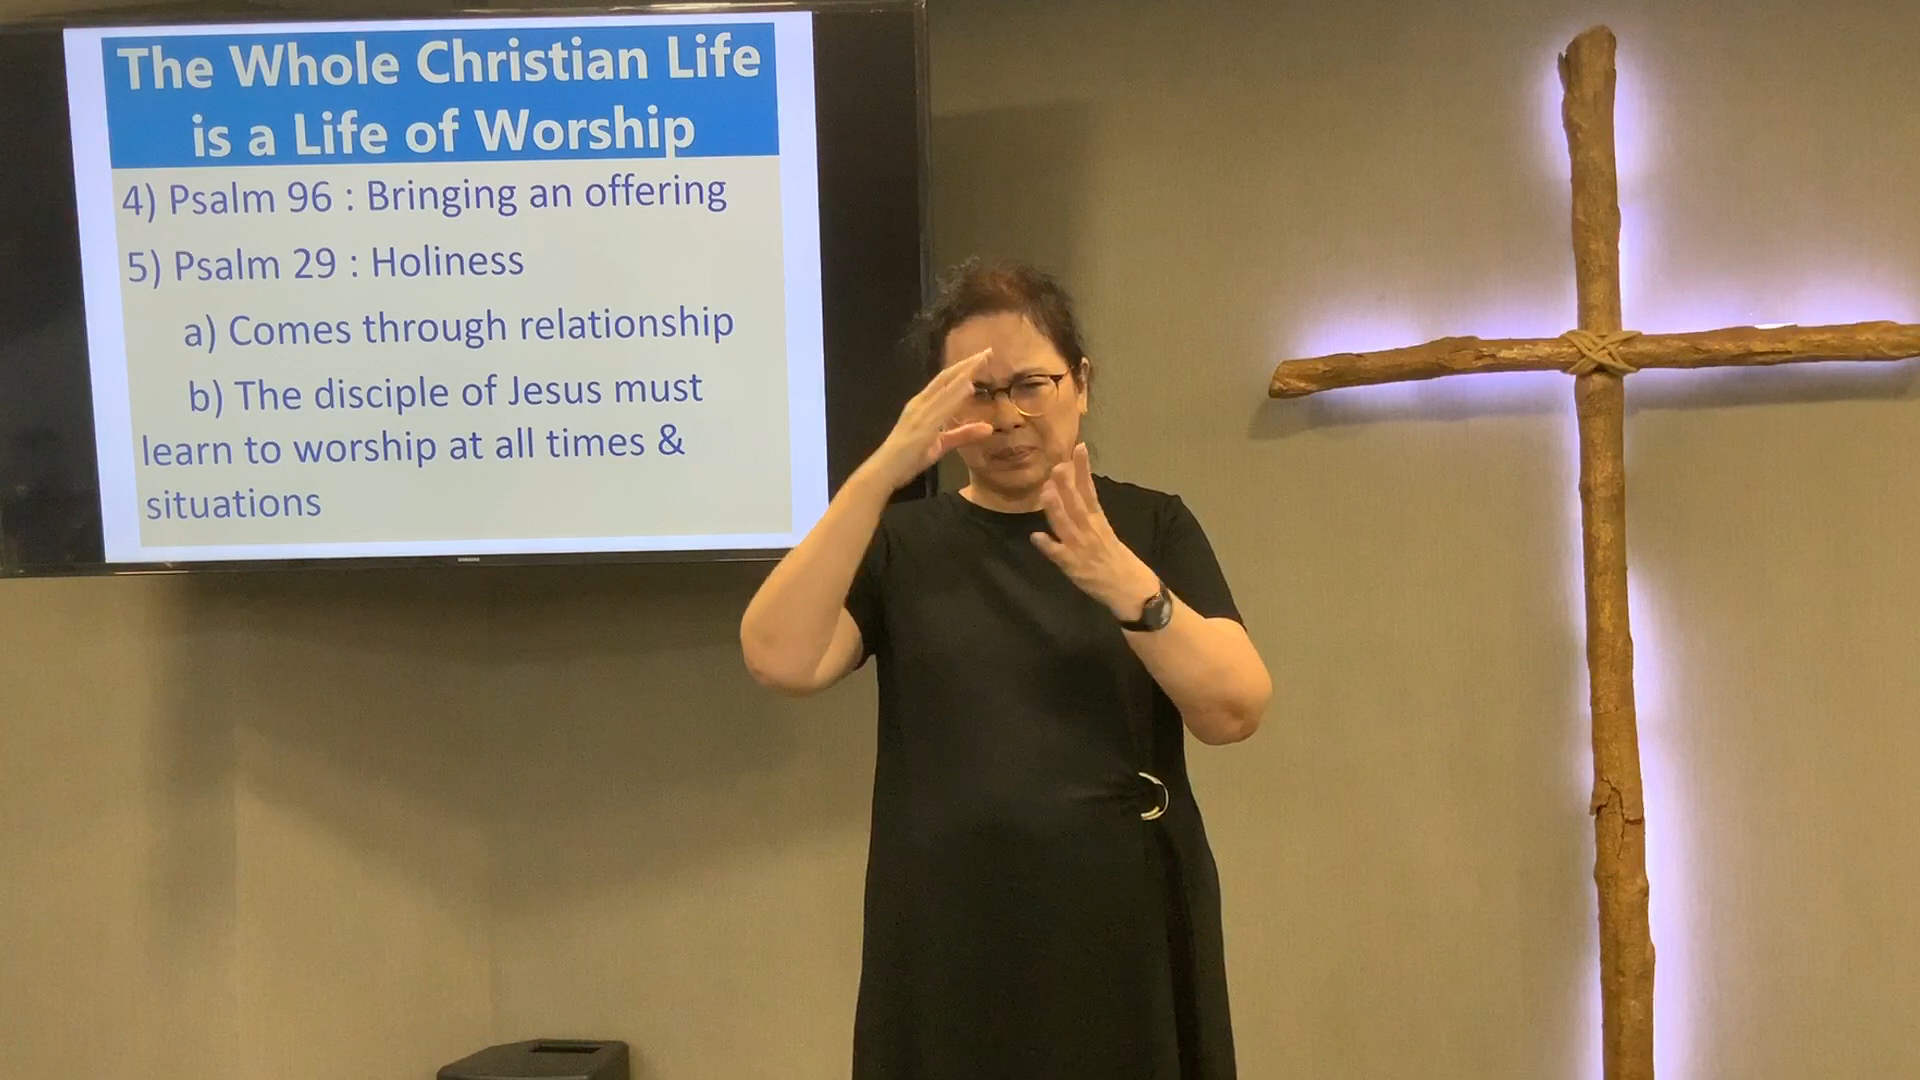 The Whole Christian Life
is a Life of Worship
4) Psalm 96 : Bringing an offering
5) Psalm 29 : Holiness
a) Comes through relationship
b) The disciple of Jesus must
learn to worship at all times &
situations
SAMSUNG